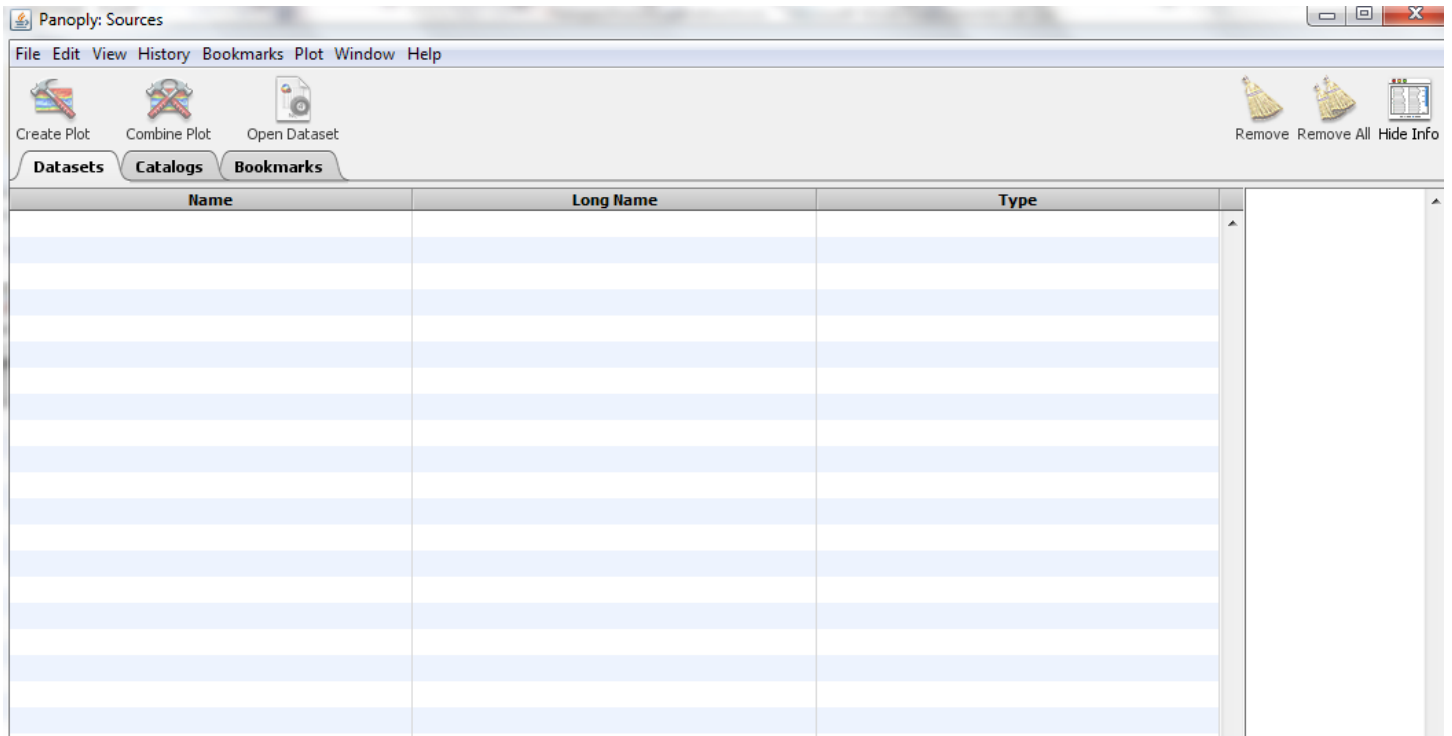 Panoply: Sources
File Edit View History Bookmarks Plot Window Help
Create Plot Combine Plot Open Dataset Remove Remove All Hide Info
Datasets Catalogs Bookmarks
Name Long Name Type